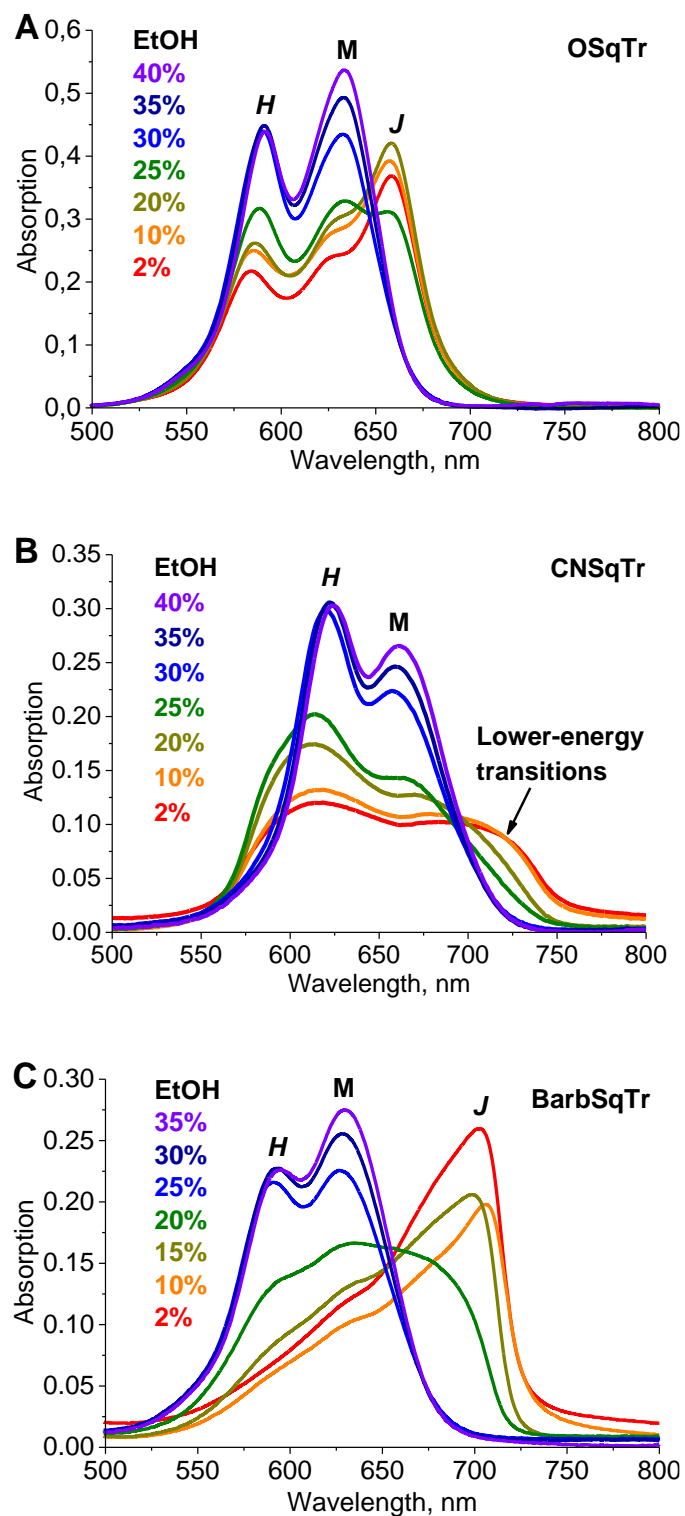 A
0,6
0,5
0,4
0,3
0,2
0,1
0,0
Absorption
EtOH
40%
35%
30%
25%
20%
10%
2%
H
M
J
OSqTr
500 550 600 650 700 750 800
Wavelength, nm
B
0.35
0.30
0.25
0.20
0.15
0.10
0.05
0.00
Absorption
EtOH
40%
35%
30%
25%
20%
10%
2%
H
M
CNSqTr
Lower-energy
transitions
500 550 600 650 700 750 800
Wavelength, nm
C
0.30
0.25
0.20
0.15
0.10
0.05
0.00
Absorption
EtOH
35%
30%
25%
20%
15%
10%
2%
H
M
J
BarbSqTr
500 550 600 650 700 750 800
Wavelength, nm